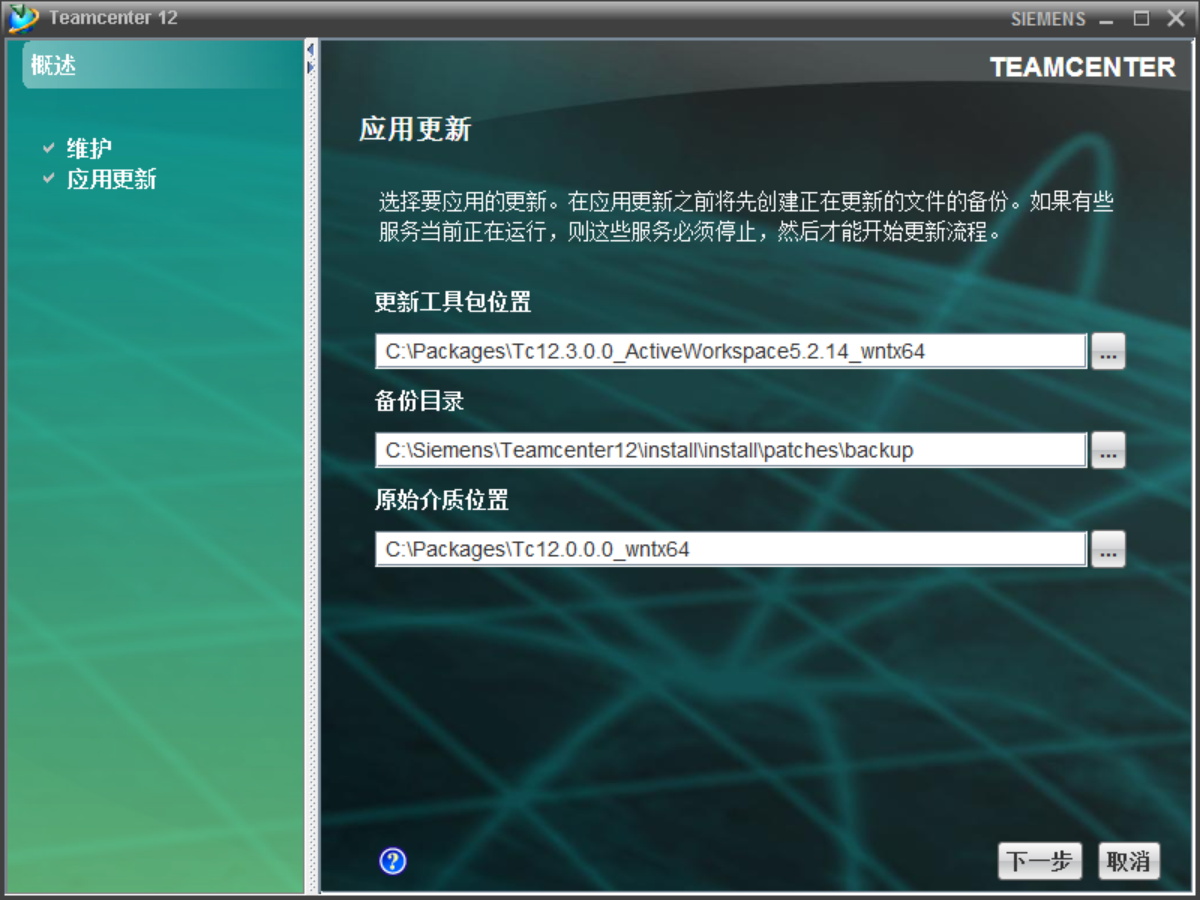 Teamcenter 12
SIEMENS
概述
TEAMCENTER
维护
应用更新
应用更新
选择要应用的更新。在应用更新之前将先创建正在更新的文件的备份。如果有些
服务当前正在运行，则这些服务必须停止，然后才能开始更新流程。
更新工具包位置
C:\Packages\Tc12.3.0.0_ActiveWorkspace5.2.14_wntx64
...
备份目录
C:\Siemens\Teamcenter12\install\install\patches\backup
...
原始介质位置
C:\Packages\Tc12.0.0.0_wntx64
...
?
下一步
取消